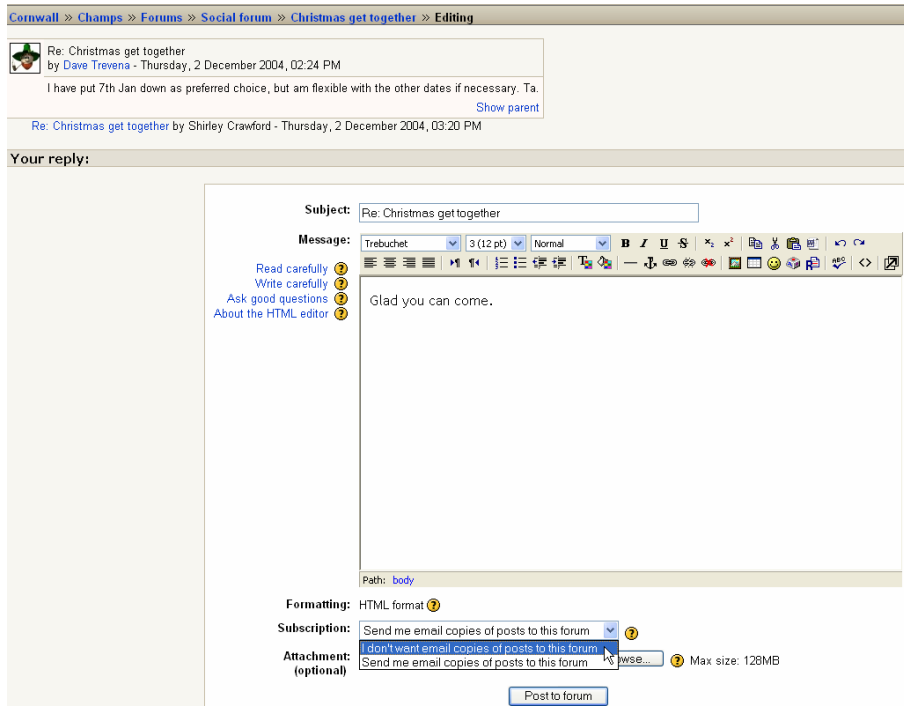 Cornwall » Champs » Forums » Social forum » Christmas get together » Editing
Re: Christmas get together
by Dave Trevena - Thursday, 2 December 2004, 02:24 PM
I have put 7th Jan down as preferred choice, but am flexible with the other dates if necessary. Ta.
Show parent
Re: Christmas get together by Shirley Crawford - Thursday, 2 December 2004, 03:20 PM
Your reply:
Subject: Re: Christmas get together
Message: Trebuchet 3 (12 pt) Normal B I U S x₂ x²
Read carefully
Write carefully
Ask good questions
About the HTML editor
Glad you can come.
Path: body
Formatting: HTML format
Subscription: Send me email copies of posts to this forum
I don't want email copies of posts to this forum
Attachment: Send me email copies of posts to this forum Max size: 128MB
(optional)
Post to forum